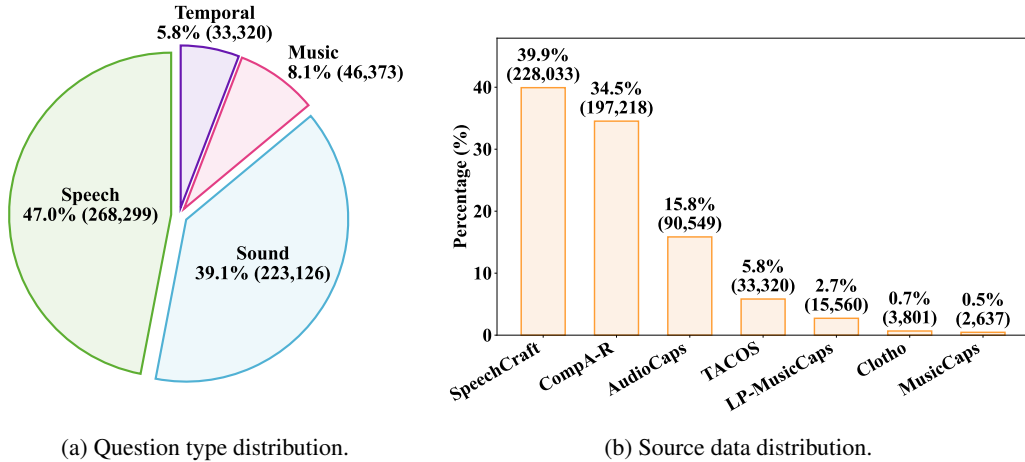 Temporal
5.8% (33,320)
Music
8.1% (46,373)
Speech
47.0% (268,299)
Sound
39.1% (223,126)
(a) Question type distribution.
Percentage (%)
40
30
20
10
0
39.9%
(228,033)
34.5%
(197,218)
15.8%
(90,549)
5.8%
(33,320)
2.7%
(15,560)
0.7%
(3,801)
0.5%
(2,637)
SpeechCraft
CompA-R
AudioCaps
TACOS
LP-MusicCaps
Clotho
MusicCaps
(b) Source data distribution.